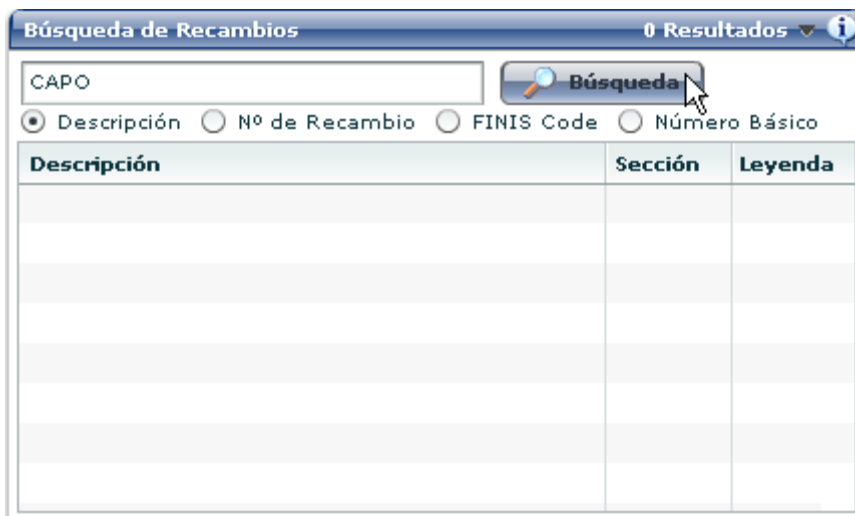 Búsqueda de Recambios 0 Resultados
CAPO Búsqueda
Descripción Nº de Recambio FINIS Code Número Básico
Descripción Sección Leyenda